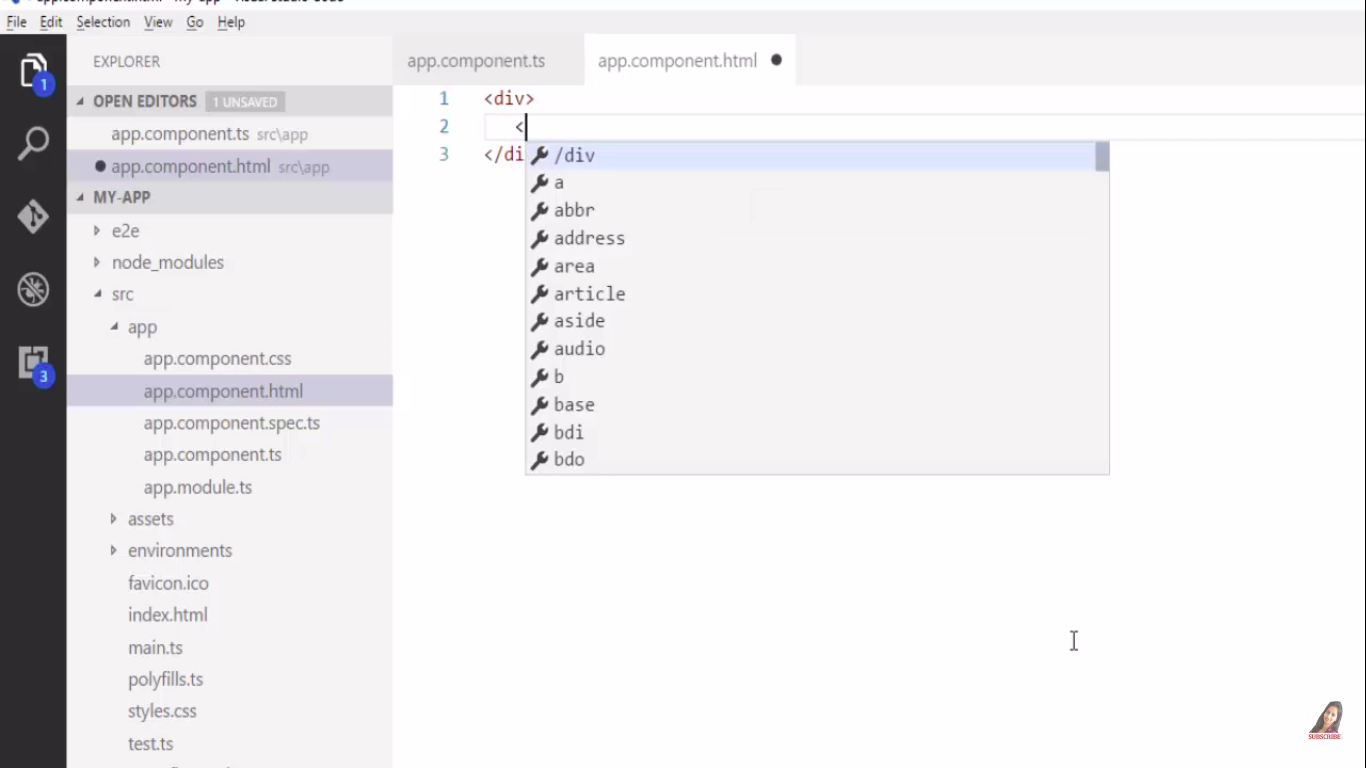 File Edit Selection View Go Help
EXPLORER
OPEN EDITORS 1 UNSAVED
app.component.ts src\app
app.component.html src\app
MY-APP
e2e
node_modules
src
app
app.component.css
app.component.html
app.component.spec.ts
app.component.ts
app.module.ts
assets
environments
favicon.ico
index.html
main.ts
polyfills.ts
styles.css
test.ts
1
3
app.component.ts app.component.html
1 <div>
2 <
3 </di
/div
a
abbr
address
area
article
aside
audio
b
base
bdi
bdo
SUBSCRIBE